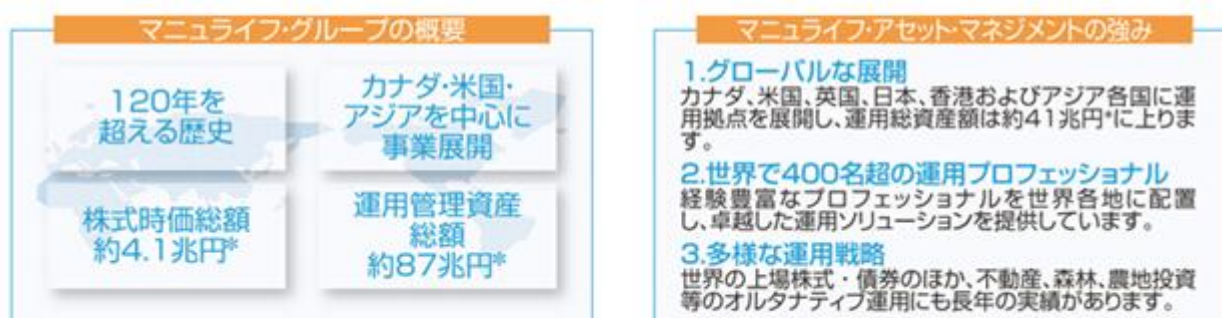 マニュライフ・グループの概要
120年を
超える歴史
カナダ・米国・
アジアを中心に
事業展開
株式時価総額
約4.1兆円*
運用管理資産
総額
約87兆円*
マニュライフ・アセット・マネジメントの強み
1.グローバルな展開
カナダ、米国、英国、日本、香港およびアジア各国に運
用拠点を展開し、運用総資産額は約41兆円*に上りま
す。
2.世界で400名超の運用プロフェッショナル
経験豊富なプロフェッショナルを世界各地に配置
し、卓越した運用ソリューションを提供しています。
3.多様な運用戦略
世界の上場株式・債券のほか、不動産、森林、農地投資
等のオルタナティブ運用にも長年の実績があります。